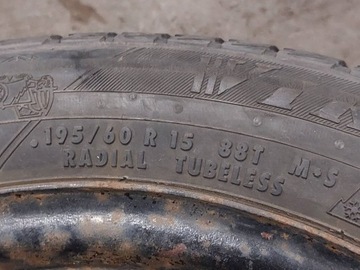 195/60 R 15 88T M·S
RADIAL TUBELESS